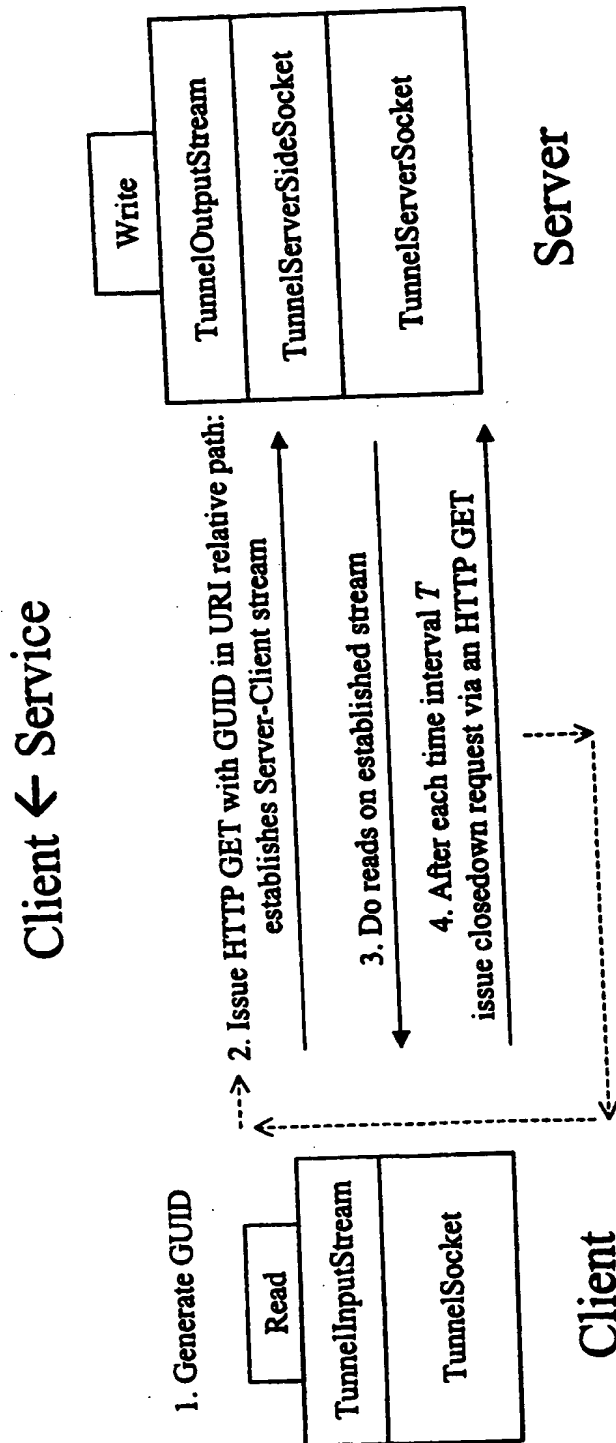 Client ← Service
1. Generate GUID
Read
TunnelInputStream
TunnelSocket
Client
2. Issue HTTP GET with GUID in URI relative path:
establishes Server-Client stream
3. Do reads on established stream
4. After each time interval T
issue closedown request via an HTTP GET
Write
TunnelOutputStream
TunnelServerSideSocket
TunnelServerSocket
Server